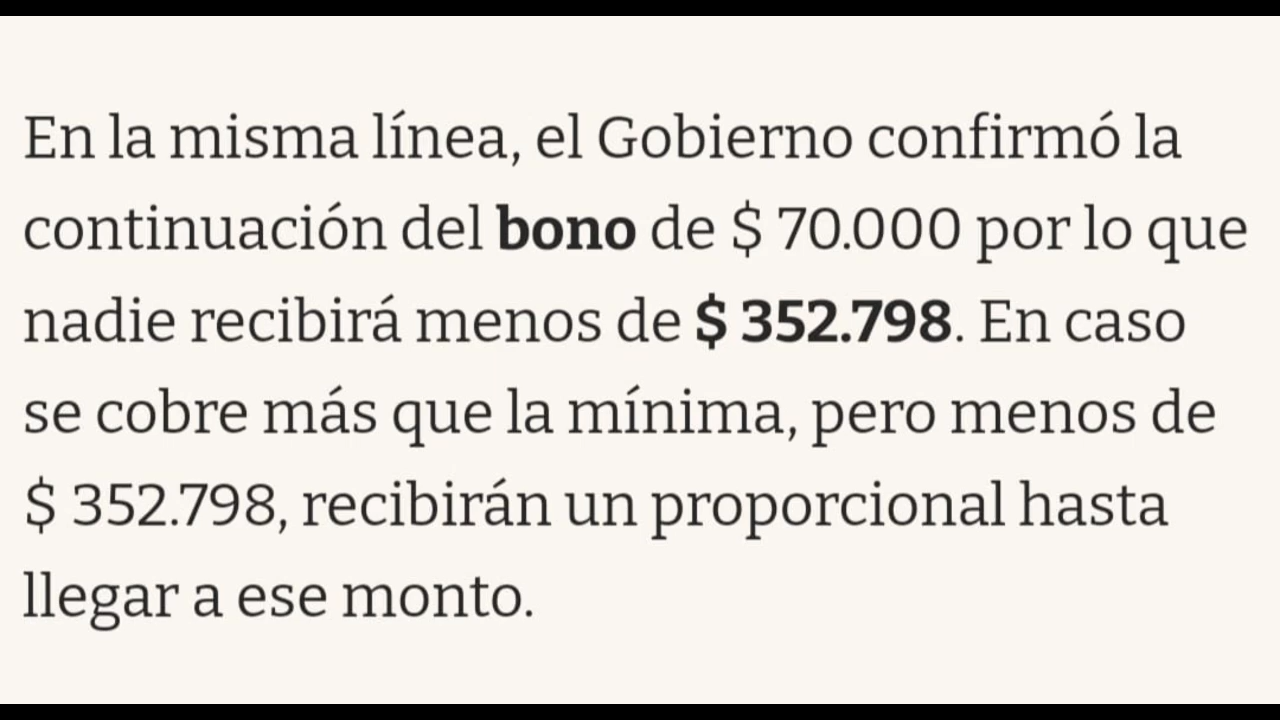 En la misma línea, el Gobierno confirmó la
continuación del bono de $ 70.000 por lo que
nadie recibirá menos de $ 352.798. En caso
se cobre más que la mínima, pero menos de
$ 352.798, recibirán un proporcional hasta
llegar a ese monto.